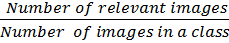 Number of relevant images
Number of images in a class